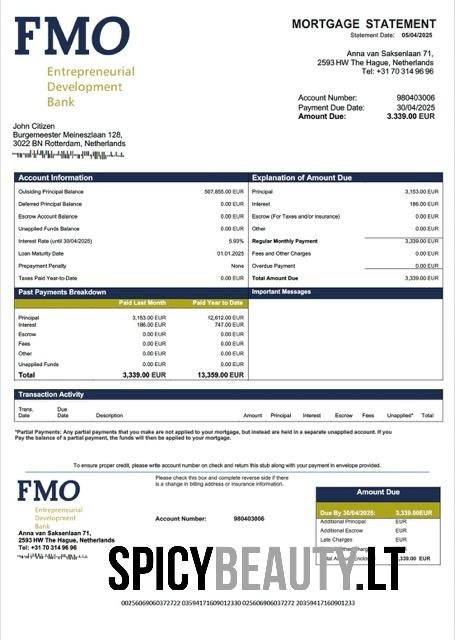 FMO
Entrepreneurial
Development
Bank
MORTGAGE STATEMENT
Statement Date: 05/04/2025
Anna van Saksenlaan 71,
2593 HW The Hague, Netherlands
Tel: +31 70 314 96 96
Account Number: 980403006
Payment Due Date: 30/04/2025
Amount Due: 3.339.00 EUR
John Citizen
Burgemeester Meineszlaan 128,
3022 BN Rotterdam, Netherlands
Account Information
Outsiding Principal Balance 507,855.00 EUR
Deferred Principal Balance 0.00 EUR
Escrow Account Balance 0.00 EUR
Unapplied Funds Balance 0.00 EUR
Interest Rate (until 30/04/2025) 5.93%
Loan Maturity Date 01.01.2025
Prepayment Penalty None
Taxes Paid Year-to-Date 0.00 EUR
Explanation of Amount Due
Principal 3,153.00 EUR
Interest 186.00 EUR
Escrow (For Taxes and/or Insurance) 0.00 EUR
Other 0.00 EUR
Regular Monthly Payment 3,339.00 EUR
Fees and Other Charges 0.00 EUR
Overdue Payment 0.00 EUR
Total Amount Due 3,339.00 EUR
Past Payments Breakdown
Paid Last Month Paid Year to Date
Principal 3,153.00 EUR 12,612.00 EUR
Interest 186.00 EUR 747.00 EUR
Escrow 0.00 EUR 0.00 EUR
Fees 0.00 EUR 0.00 EUR
Other 0.00 EUR 0.00 EUR
Unapplied Funds 0.00 EUR 0.00 EUR
Total 3,339.00 EUR 13,359.00 EUR
Important Messages
Transaction Activity
Trans. Date Due Date Description Amount Principal Interest Escrow Fees Unapplied* Total
*Partial Payments: Any partial payments that you make are not applied to your mortgage, but instead are held in a separate unapplied account. If you
Pay the balance of a partial payment, the funds will then be applied to your mortgage.
To ensure proper credit, please write account number on check and return this stub along with your payment in envelope provided.
FMO
Entrepreneurial
Development
Bank
Anna van Saksenlaan 71,
2593 HW The Hague, Netherlands
Tel: +31 70 314 96 96
Please check this box and complete reverse side if there
is a change in billing address or insurance information.
Account Number: 980403006
Amount Due
Due By 30/04/2025: 3,339.00EUR
Additional Principal EUR
Additional Escrow EUR
Late Charges EUR
EUR
SPICYBEAUTY.LT